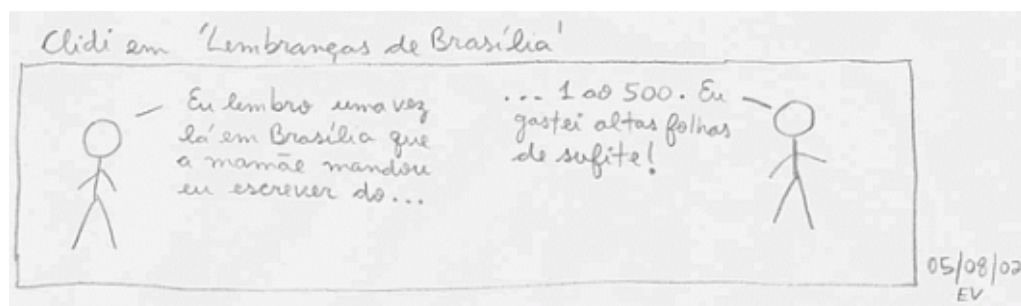 Clidi em 'Lembranças de Brasília'
Eu lembro uma vez
lá em Brasília que
a mamãe mandou
eu escrever do...
... 1 ao 500. Eu
gastei altas folhas
de sufite!
05/08/02
EV